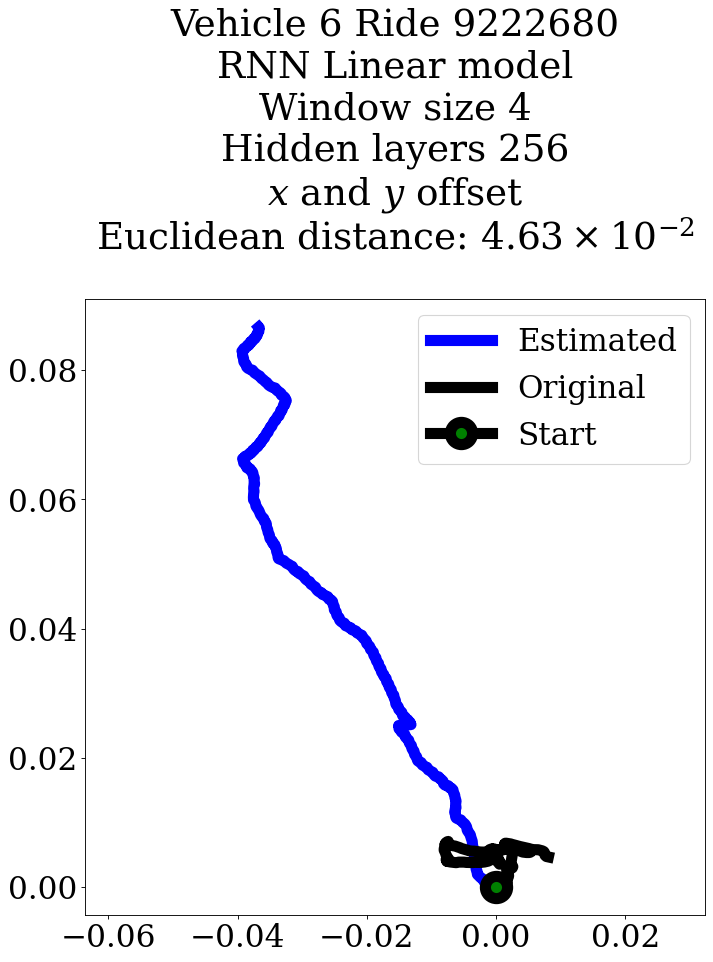 Vehicle 6 Ride 9222680
RNN Linear model
Window size 4
Hidden layers 256
x and y offset
Euclidean distance: 4.63 × 10⁻²
Estimated
Original
Start
0.08
0.06
0.04
0.02
0.00
−0.06 −0.04 −0.02 0.00 0.02